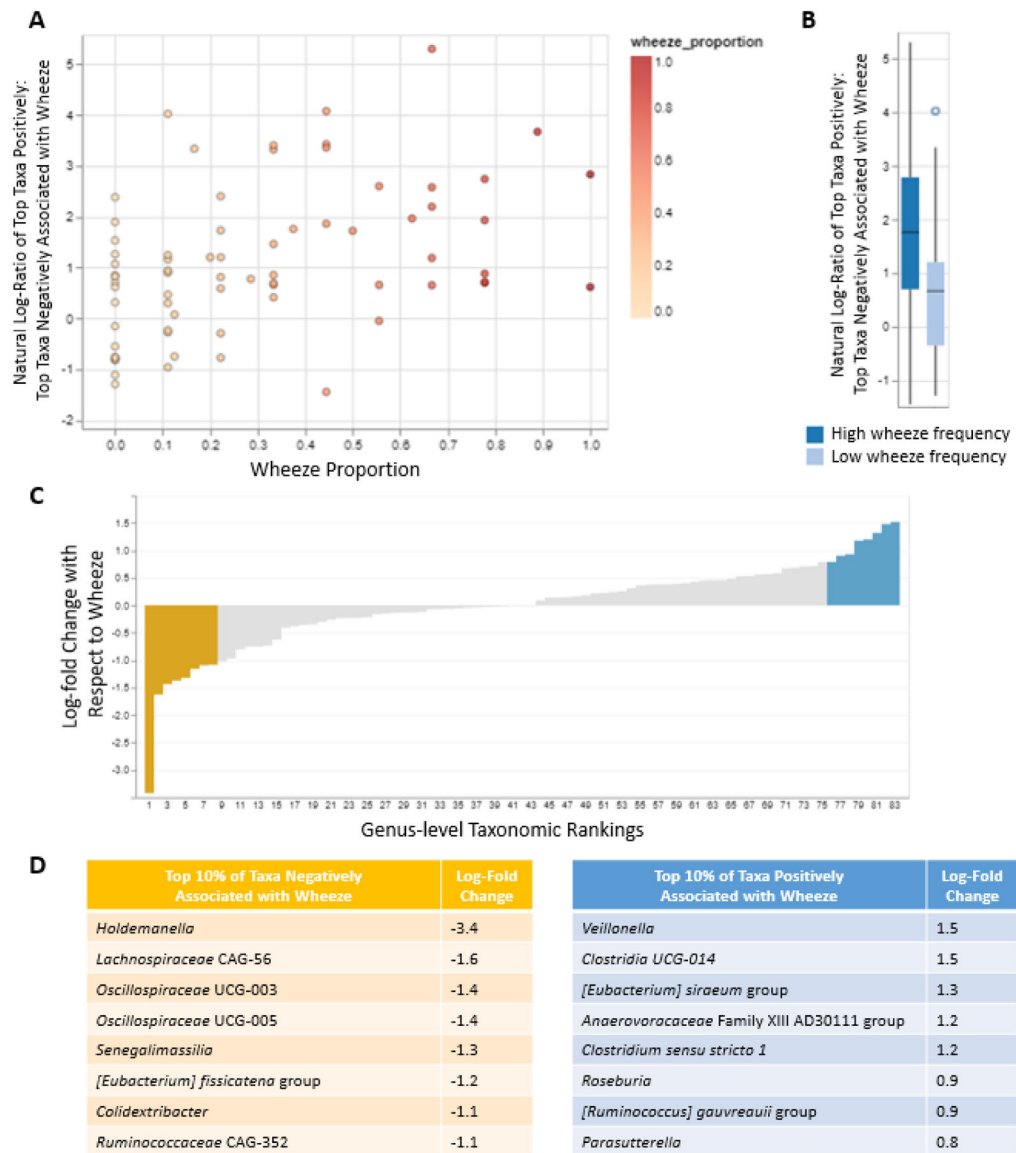 A
Natural Log-Ratio of Top Taxa Positively:
Top Taxa Negatively Associated with Wheeze
5
4
3
2
1
0
-1
-2
0.0 0.1 0.2 0.3 0.4 0.5 0.6 0.7 0.8 0.9 1.0
Wheeze Proportion
wheeze_proportion
1.0
0.8
0.6
0.4
0.2
0.0
B
Natural Log-Ratio of Top Taxa Positively:
Top Taxa Negatively Associated with Wheeze
5
4
3
2
1
0
-1
High wheeze frequency
Low wheeze frequency
C
Log-fold Change with
Respect to Wheeze
1.5
1.0
0.5
0.0
-0.5
-1.0
-1.5
-2.0
-2.5
-3.0
1 3 5 7 9 11 13 15 17 19 21 23 25 27 29 31 33 35 37 39 41 43 45 47 49 51 53 55 57 59 61 63 65 67 69 71 73 75 77 79 81 83
Genus-level Taxonomic Rankings
D
Top 10% of Taxa Negatively
Associated with Wheeze
Log-Fold
Change
Holdemanella -3.4
Lachnospiraceae CAG-56 -1.6
Oscillospiraceae UCG-003 -1.4
Oscillospiraceae UCG-005 -1.4
Senegalimassilia -1.3
[Eubacterium] fissicatena group -1.2
Colidextribacter -1.1
Ruminococcaceae CAG-352 -1.1
Top 10% of Taxa Positively
Associated with Wheeze
Log-Fold
Change
Veillonella 1.5
Clostridia UCG-014 1.5
[Eubacterium] siraeum group 1.3
Anaerovoracaceae Family XIII AD30111 group 1.2
Clostridium sensu stricto 1 1.2
Roseburia 0.9
[Ruminococcus] gauvreauii group 0.9
Parasutterella 0.8